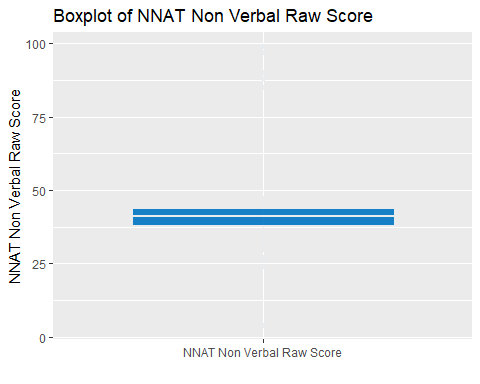 Boxplot of NNAT Non Verbal Raw Score
NNAT Non Verbal Raw Score
100
75
50
25
0
NNAT Non Verbal Raw Score